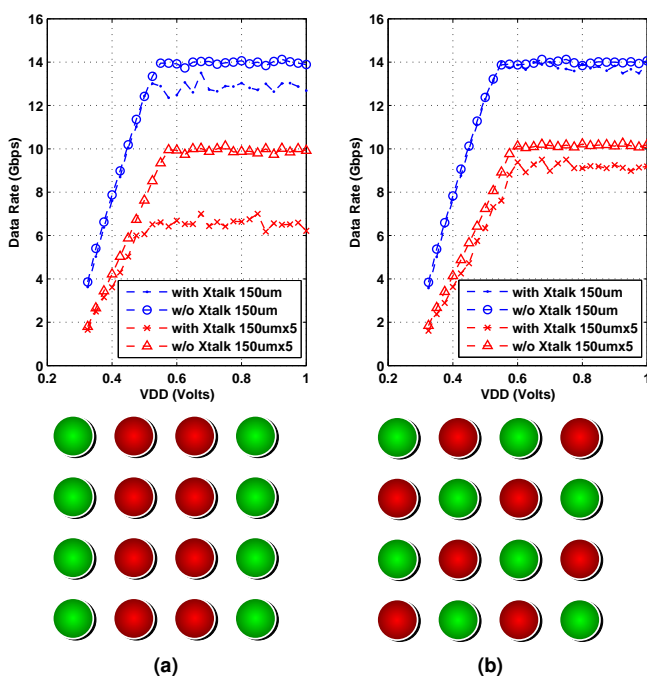 16
14
12
10
8
6
4
2
0
Data Rate (Gbps)
0.2
0.4
0.6
0.8
1
VDD (Volts)
with Xtalk 150um
w/o Xtalk 150um
with Xtalk 150umx5
w/o Xtalk 150umx5
16
14
12
10
8
6
4
2
0
Data Rate (Gbps)
0.2
0.4
0.6
0.8
1
VDD (Volts)
with Xtalk 150um
w/o Xtalk 150um
with Xtalk 150umx5
w/o Xtalk 150umx5
(a)
(b)